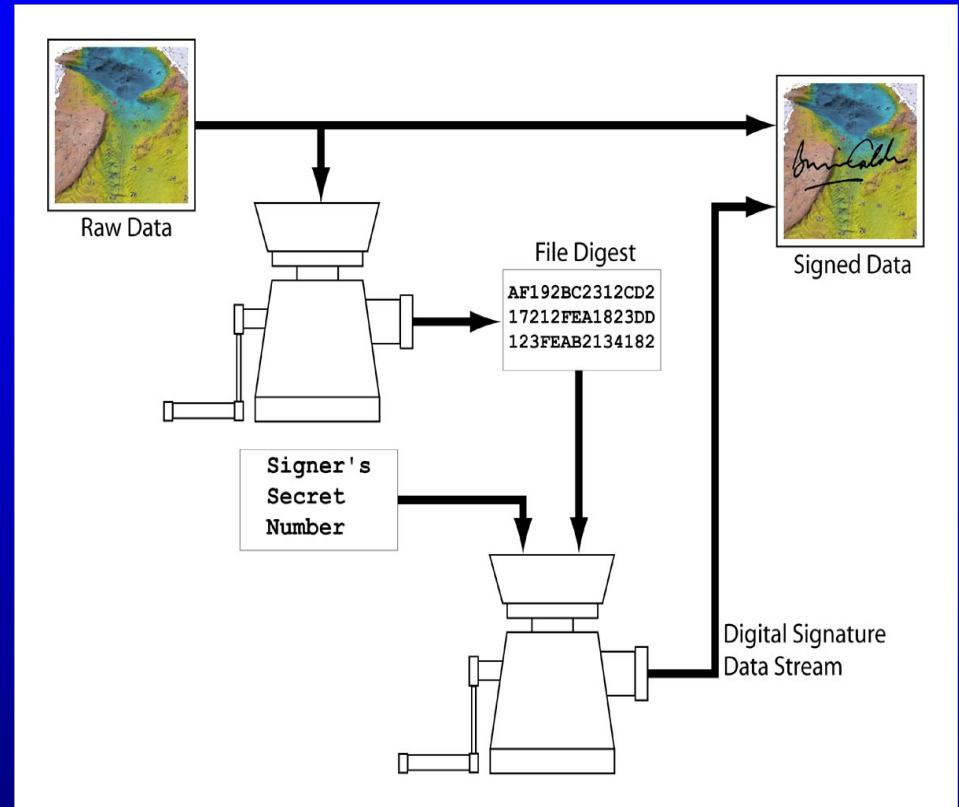 Raw Data
File Digest
AF192BC2312CD2
17212FEA1823DD
123FEAB2134182
Signed Data
Signer's
Secret
Number
Digital Signature
Data Stream